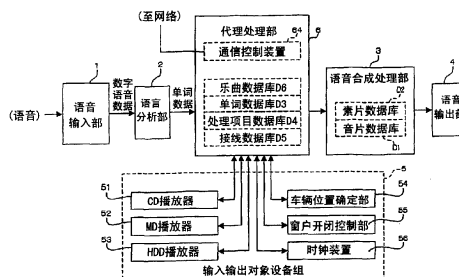 (至网络)
代理处理部
6
64
通信控制装置
乐曲数据库D6
单词数据库D3
处理项目数据库D4
接线数据库D5
1
(语音)
语音
输入部
数字
语音
数据
2
语言
分析部
单词
数据
3
语音合成处理部
D2
素片数据库
音片数据库
D1
4
语音
输出部
5
51
CD播放器
52
MD播放器
53
HDD播放器
车辆位置确定部
54
窗户开闭控制部
55
时钟装置
56
输入输出对象设备组